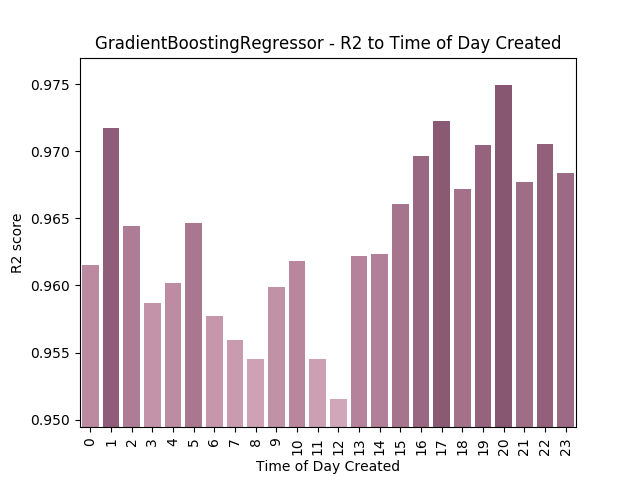 GradientBoostingRegressor - R2 to Time of Day Created
0.975
0.970
0.965
0.960
0.955
0.950
R2 score
0 1 2 3 4 5 6 7 8 9 10 11 12 13 14 15 16 17 18 19 20 21 22 23
Time of Day Created